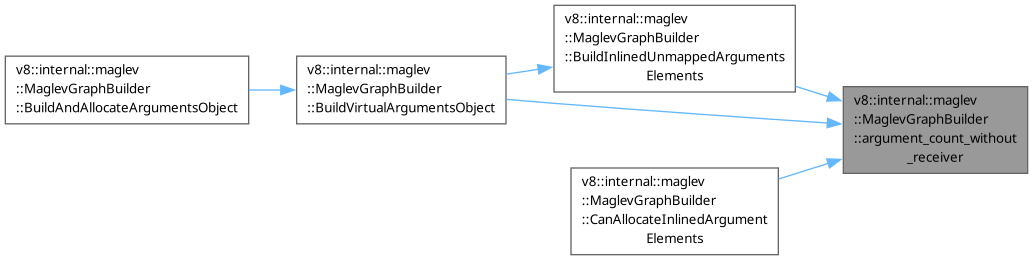 v8::internal::maglev
::MaglevGraphBuilder
::BuildAndAllocateArgumentsObject
v8::internal::maglev
::MaglevGraphBuilder
::BuildVirtualArgumentsObject
v8::internal::maglev
::MaglevGraphBuilder
::BuildInlinedUnmappedArguments
Elements
v8::internal::maglev
::MaglevGraphBuilder
::CanAllocateInlinedArgument
Elements
v8::internal::maglev
::MaglevGraphBuilder
::argument_count_without
_receiver